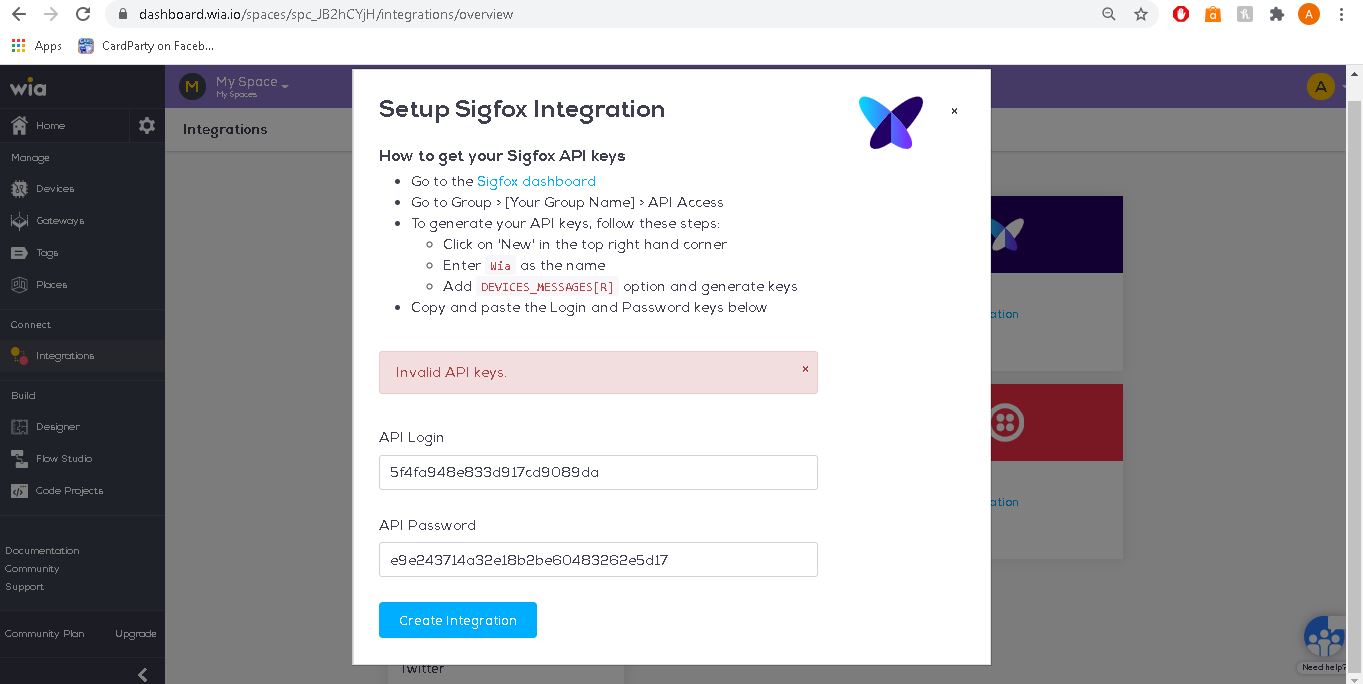 dashboard.wia.io/spaces/spc_JB2hCYjH/integrations/overview
A
Apps
CardParty on Faceb...
wia
M
My Space
My Spaces
A
Home
Integrations
Manage
Devices
Gateways
Tags
Places
Connect
Integrations
Build
Designer
Flow Studio
Code Projects
Documentation
Community
Support
Community Plan Upgrade
Setup Sigfox Integration
×
How to get your Sigfox API keys
• Go to the Sigfox dashboard
• Go to Group > [Your Group Name] > API Access
• To generate your API keys, follow these steps:
◦ Click on 'New' in the top right hand corner
◦ Enter Wia as the name
◦ Add DEVICES_MESSAGES[R] option and generate keys
• Copy and paste the Login and Password keys below
Invalid API keys. ×
API Login
5f4fa948e833d917cd9089da
API Password
e9e243714a32e18b2be60483262e5d17
Create Integration
ation
ation
Twitter
Need help?